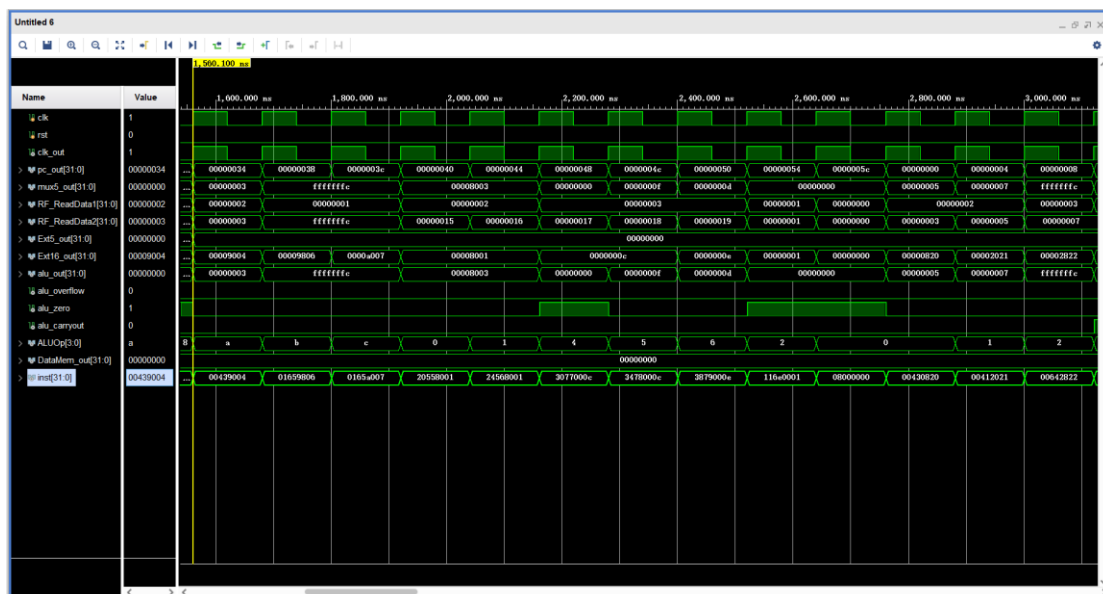 Untitled 6
1,560.100 ns
Name Value
1,600.000 ns 1,800.000 ns 2,000.000 ns 2,200.000 ns 2,400.000 ns 2,600.000 ns 2,800.000 ns 3,000.000 ns
clk 1
rst 0
clk_out 1
pc_out[31:0] 00000034 ... 00000034 00000038 0000003c 00000040 00000044 00000048 0000004c 00000050 00000054 0000005c 00000000 00000004 00000008
mux5_out[31:0] 00000000 ... 00000003 fffffffc 00008003 00000000 0000000f 0000000d 00000000 00000005 00000007 fffffffc
RF_ReadData1[31:0] 00000002 ... 00000002 00000001 00000002 00000003 00000001 00000000 00000002 00000003
RF_ReadData2[31:0] 00000003 ... 00000003 fffffffc 00000015 00000016 00000017 00000018 00000019 00000001 00000000 00000003 00000005 00000007
Ext5_out[31:0] 00000000 00000000
Ext16_out[31:0] 00009004 ... 00009004 00009806 0000a007 00008001 0000000c 0000000e 00000001 00000000 00000820 00002021 00002822
alu_out[31:0] 00000000 ... 00000003 fffffffc 00008003 00000000 0000000f 0000000d 00000000 00000005 00000007 fffffffc
alu_overflow 0
alu_zero 1
alu_carryout 0
ALUOp[3:0] a 8 a b c 0 1 4 5 6 2 0 1 2
DataMem_out[31:0] 00000000 00000000
inst[31:0] 00439004 ... 00439004 01659806 0165a007 20558001 24568001 3077000c 3478000c 3879000e 116e0001 08000000 00430820 00412021 00642822